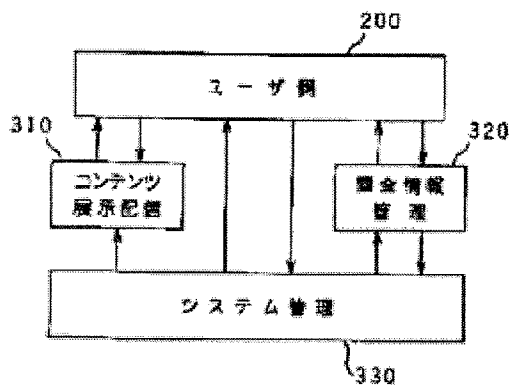 200
ユーザ側
310
コンテンツ
展示配信
320
課金情報
管理
システム管理
330